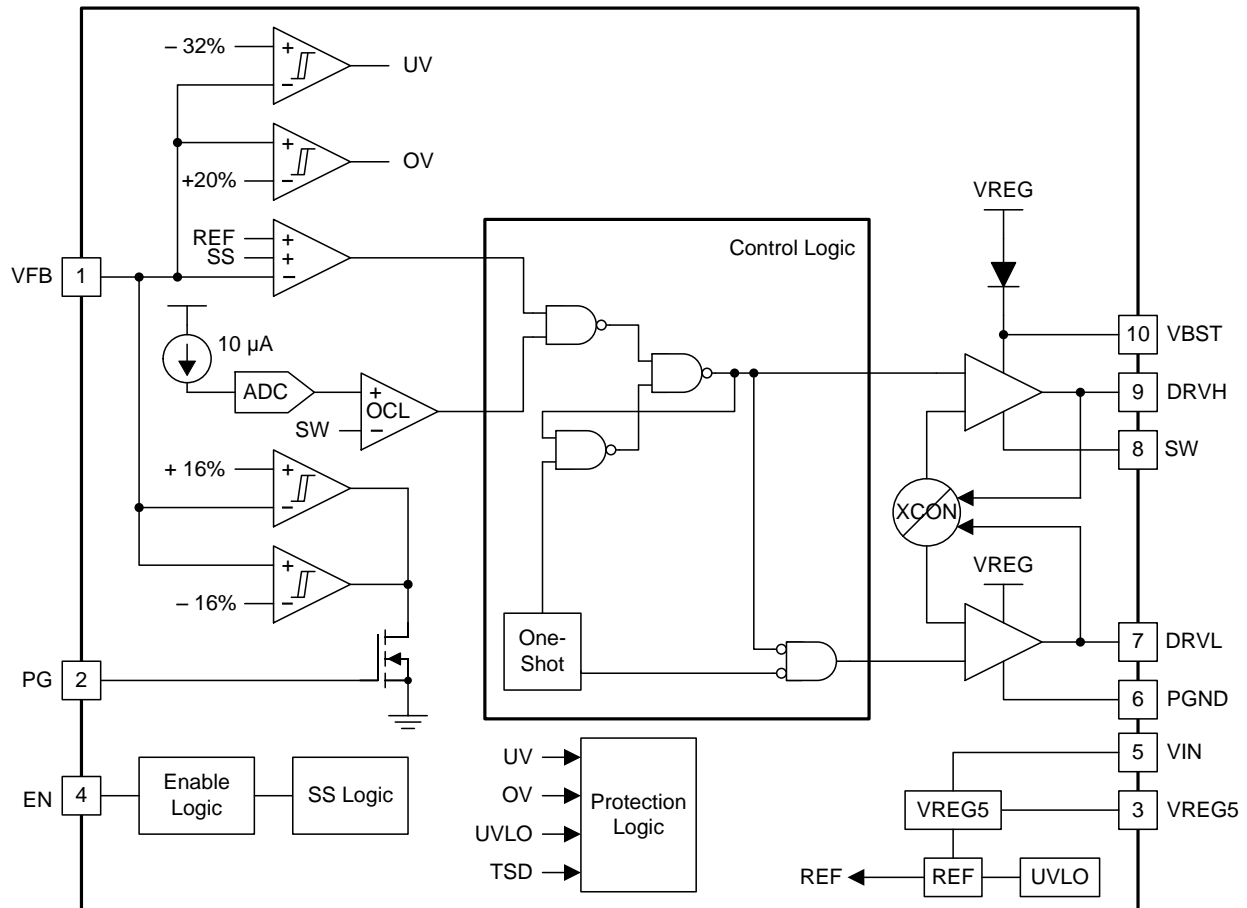 – 32%
+
–
UV
+
–
OV
+20%
REF
SS
+
+
–
VFB
1
10 µA
ADC
+
OCL
–
SW
+ 16%
+
–
+
–
– 16%
PG
2
EN
4
Enable
Logic
SS Logic
Control Logic
One-
Shot
UV
OV
UVLO
TSD
Protection
Logic
VREG
10
VBST
9
DRVH
8
SW
XCON
VREG
7
DRVL
6
PGND
5
VIN
VREG5
3
VREG5
REF
REF
UVLO